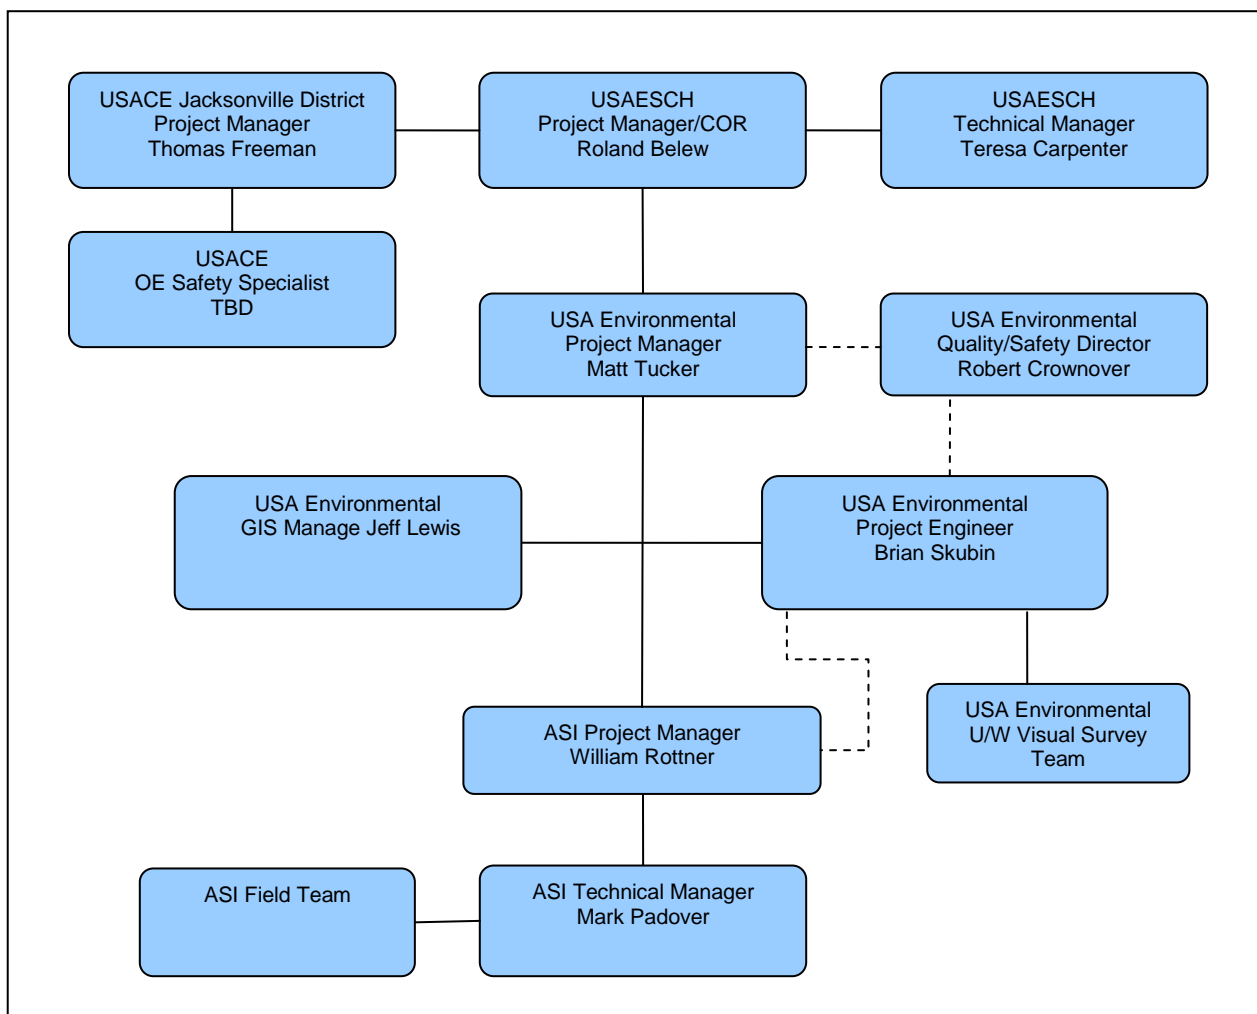 USACE Jacksonville District
Project Manager
Thomas Freeman
USAESCH
Project Manager/COR
Roland Belew
USAESCH
Technical Manager
Teresa Carpenter
USACE
OE Safety Specialist
TBD
USA Environmental
Project Manager
Matt Tucker
USA Environmental
Quality/Safety Director
Robert Crownover
USA Environmental
GIS Manage Jeff Lewis
USA Environmental
Project Engineer
Brian Skubin
ASI Project Manager
William Rottner
USA Environmental
U/W Visual Survey
Team
ASI Field Team
ASI Technical Manager
Mark Padover